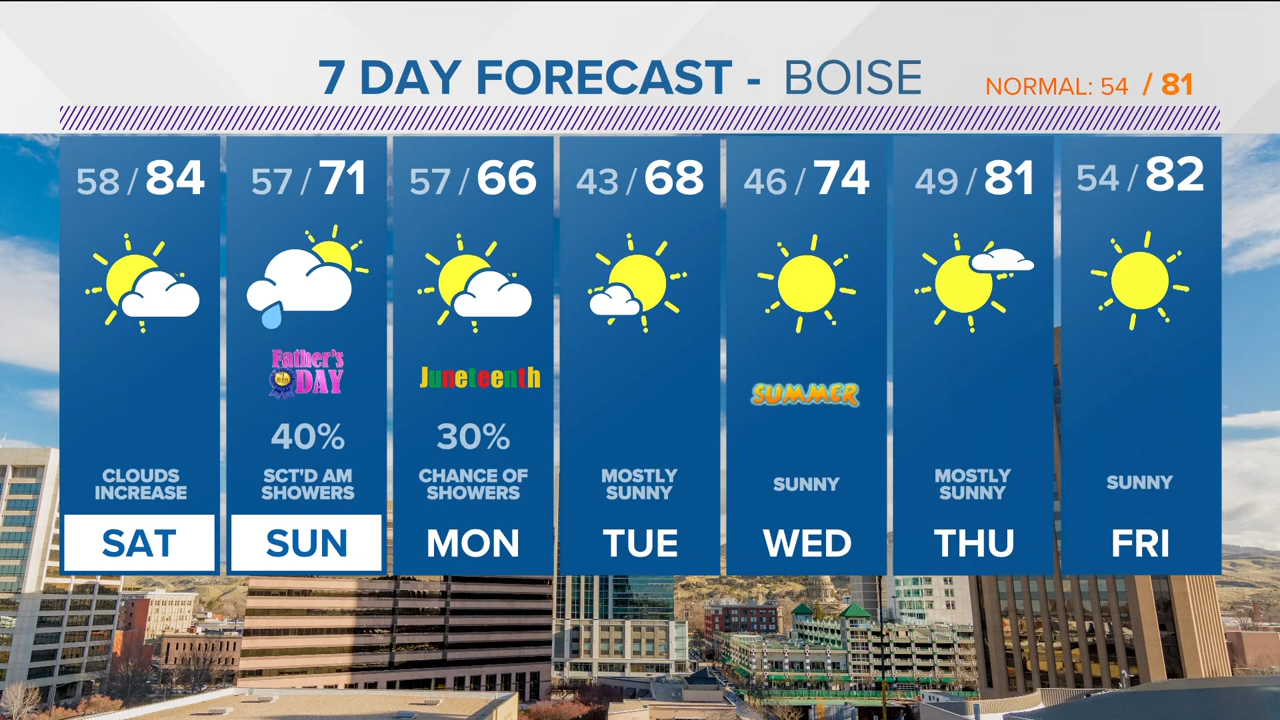 7 DAY FORECAST - BOISE
NORMAL: 54 / 81
58 / 84
CLOUDS
INCREASE
SAT
57 / 71
Father's
DAY
40%
SCT'D AM
SHOWERS
SUN
57 / 66
Juneteenth
30%
CHANCE OF
SHOWERS
MON
43 / 68
MOSTLY
SUNNY
TUE
46 / 74
SUMMER
SUNNY
WED
49 / 81
MOSTLY
SUNNY
THU
54 / 82
SUNNY
FRI